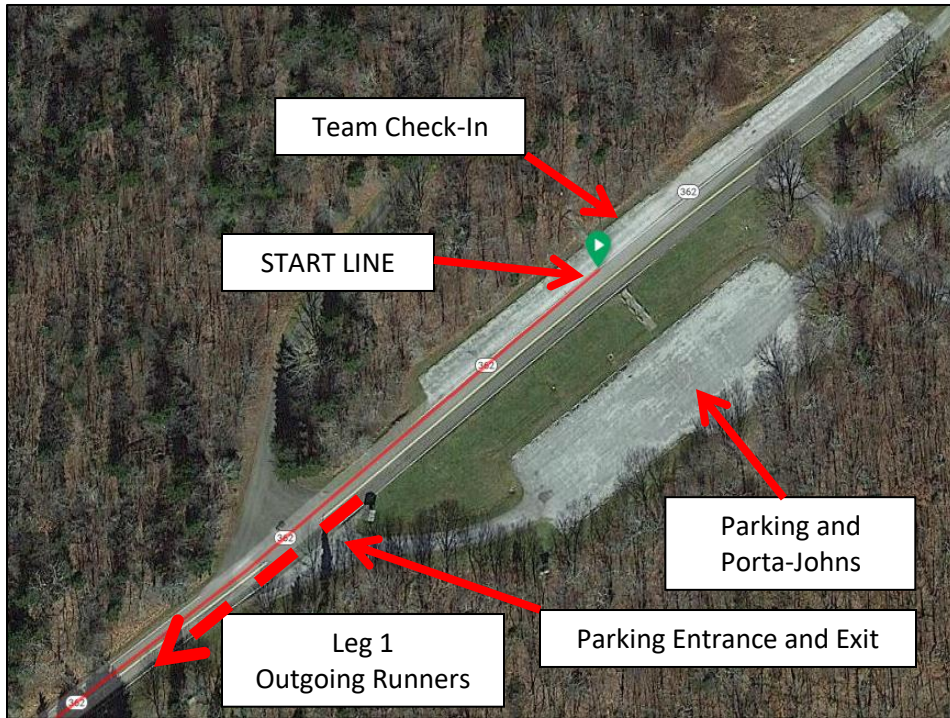 Team Check-In
362
START LINE
362
362
Parking and
Porta-Johns
Leg 1
Outgoing Runners
Parking Entrance and Exit
362